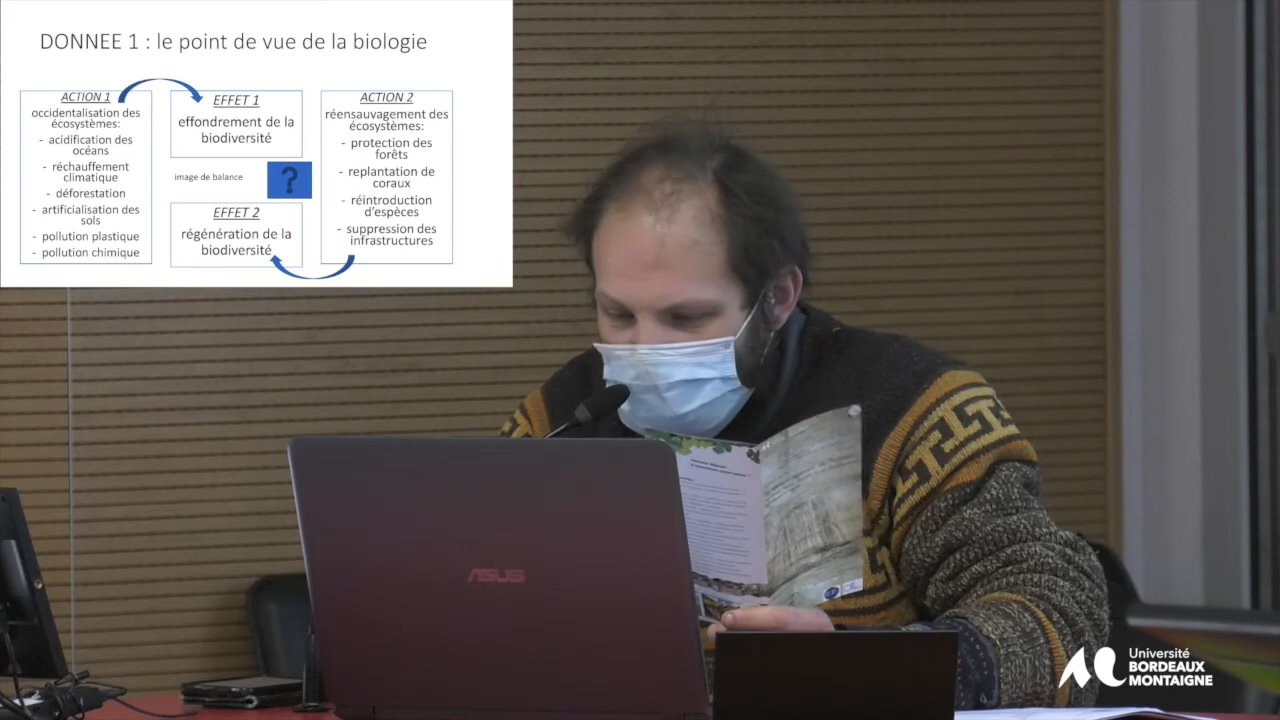 DONNEE 1 : le point de vue de la biologie
ACTION 1
occidentalisation des
écosystèmes:
- acidification des
océans
- réchauffement
climatique
- déforestation
- artificialisation des
sols
- pollution plastique
- pollution chimique
EFFET 1
effondrement de la
biodiversité
image de balance
?
EFFET 2
régénération de la
biodiversité
ACTION 2
réensauvagement des
écosystèmes:
- protection des
forêts
- replantation de
coraux
- réintroduction
d'espèces
- suppression des
infrastructures
ASUS
Université
BORDEAUX
MONTAIGNE